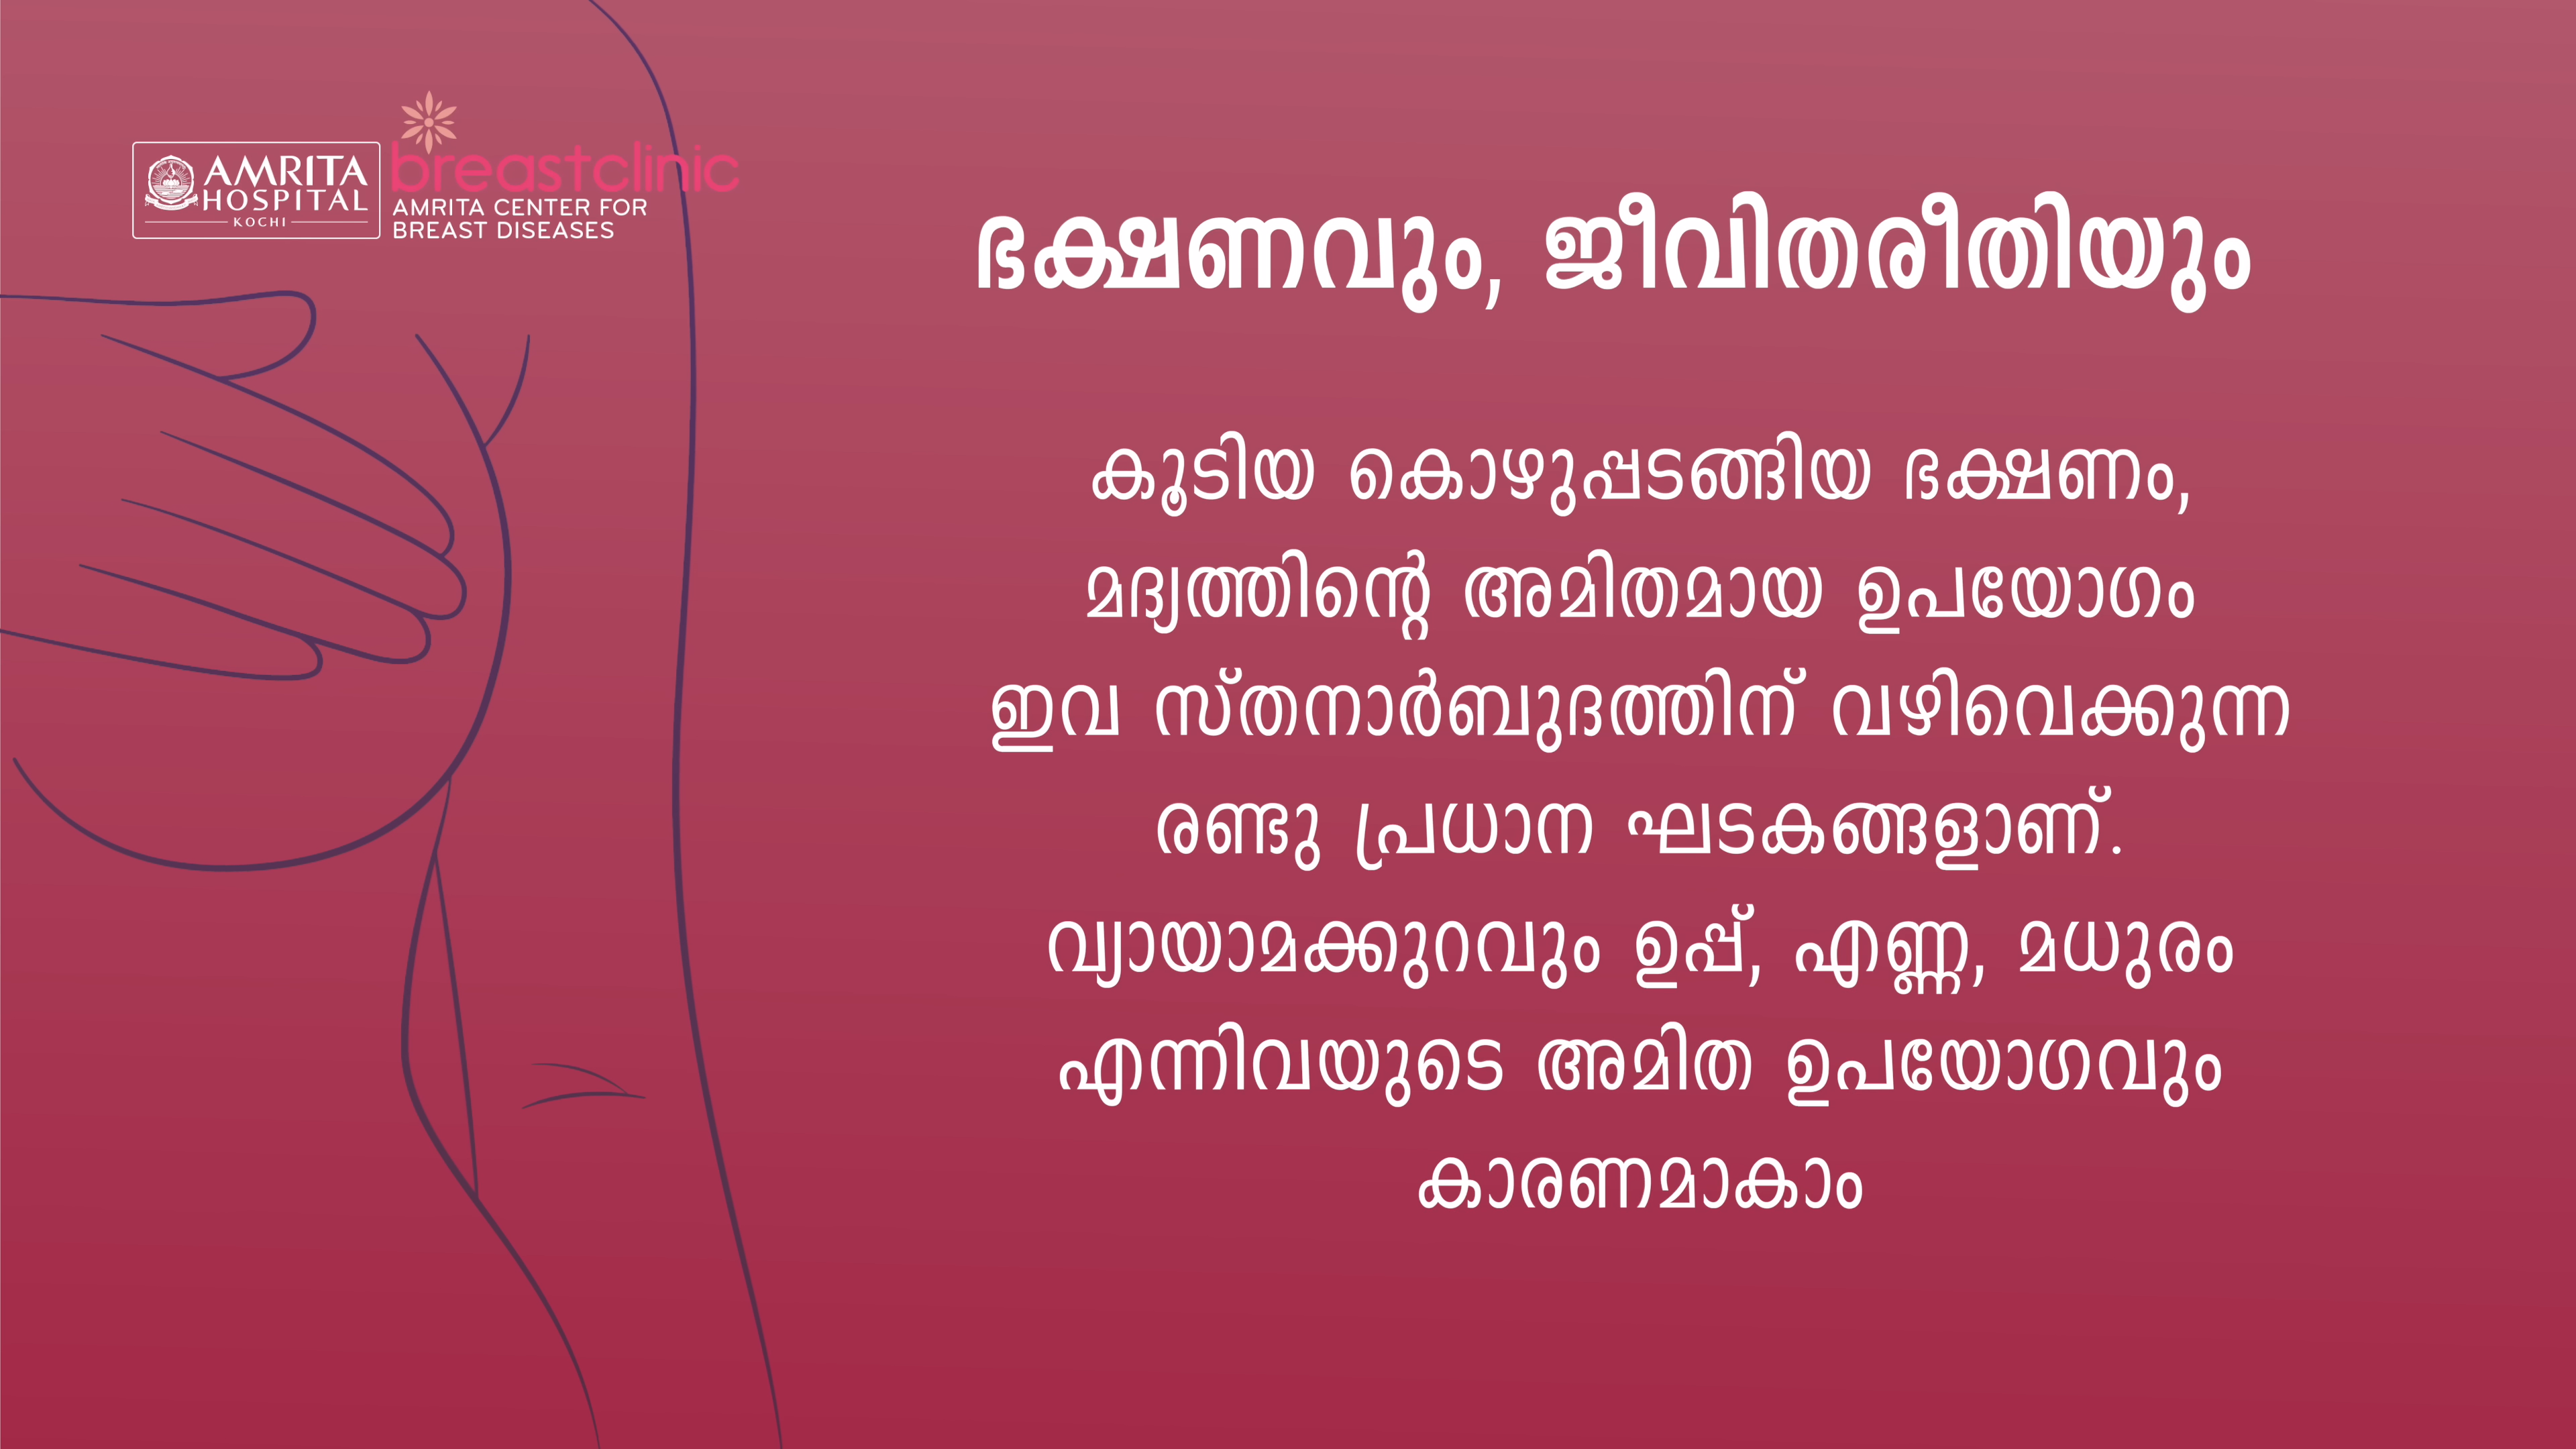 AMRITA
HOSPITAL
KOCHI
breastclinic
AMRITA CENTER FOR
BREAST DISEASES
ഭക്ഷണവും, ജീവിതരീതിയും
കൂടിയ കൊഴുപ്പടങ്ങിയ ഭക്ഷണം,
മദ്യത്തിന്റെ അമിതമായ ഉപയോഗം
ഇവ സ്തനാർബുദത്തിന് വഴിവെക്കുന്ന
രണ്ടു പ്രധാന ഘടകങ്ങളാണ്.
വ്യായാമക്കുറവും ഉപ്പ്, എണ്ണ, മധുരം
എന്നിവയുടെ അമിത ഉപയോഗവും
കാരണമാകാം